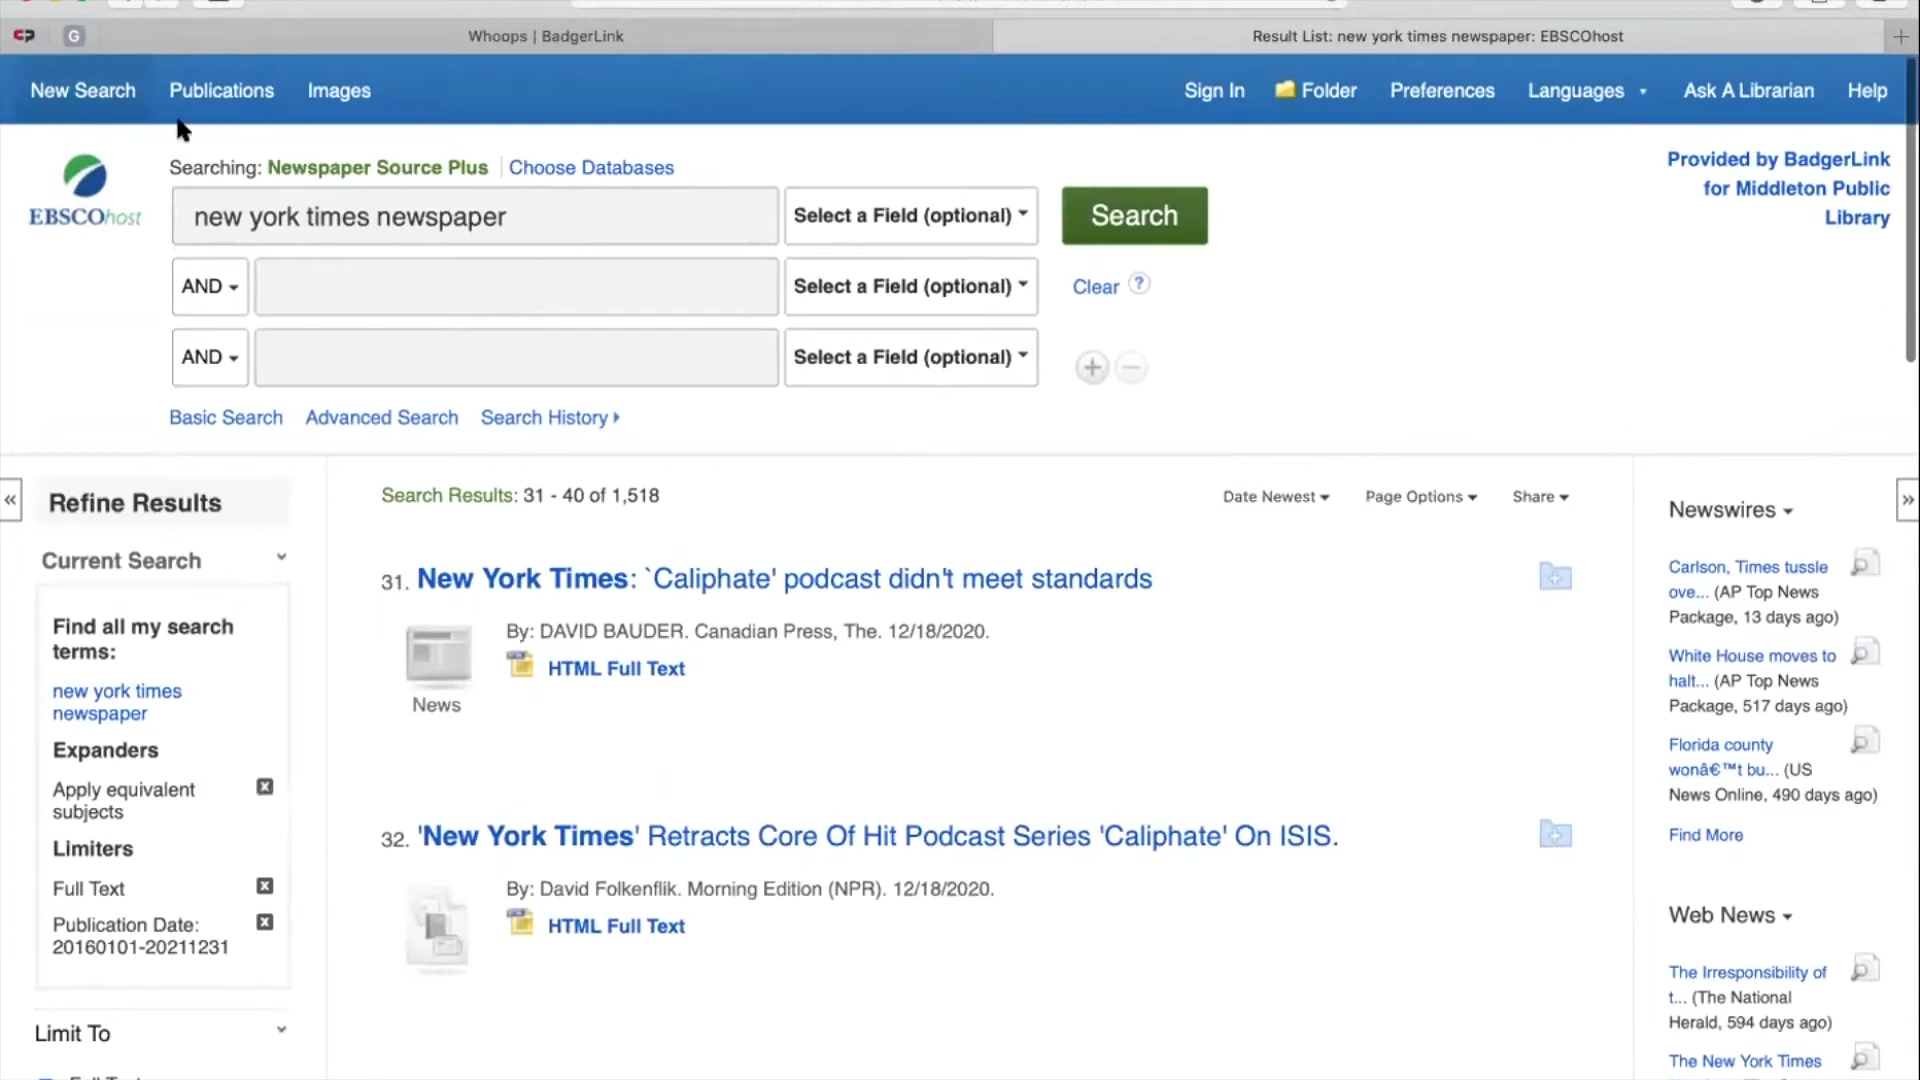 Whoops | BadgerLink
Result List: new york times newspaper: EBSCOhost
G
New Search Publications Images
Sign In Folder Preferences Languages Ask A Librarian Help
EBSCOhost
Searching: Newspaper Source Plus Choose Databases
new york times newspaper Select a Field (optional) Search
AND Select a Field (optional) Clear ?
AND Select a Field (optional)
Basic Search Advanced Search Search History
Provided by BadgerLink
for Middleton Public
Library
Refine Results
Current Search
Find all my search
terms:
new york times
newspaper
Expanders
Apply equivalent
subjects
Limiters
Full Text
Publication Date:
20160101-20211231
Limit To
Search Results: 31 - 40 of 1,518
Date Newest Page Options Share
31. New York Times: `Caliphate' podcast didn't meet standards
By: DAVID BAUDER. Canadian Press, The. 12/18/2020.
HTML Full Text
News
32. 'New York Times' Retracts Core Of Hit Podcast Series 'Caliphate' On ISIS.
By: David Folkenflik. Morning Edition (NPR). 12/18/2020.
HTML Full Text
Newswires
Carlson, Times tussle
ove... (AP Top News
Package, 13 days ago)
White House moves to
halt... (AP Top News
Package, 517 days ago)
Florida county
wonâ€™t bu... (US
News Online, 490 days ago)
Find More
Web News
The Irresponsibility of
t... (The National
Herald, 594 days ago)
The New York Times